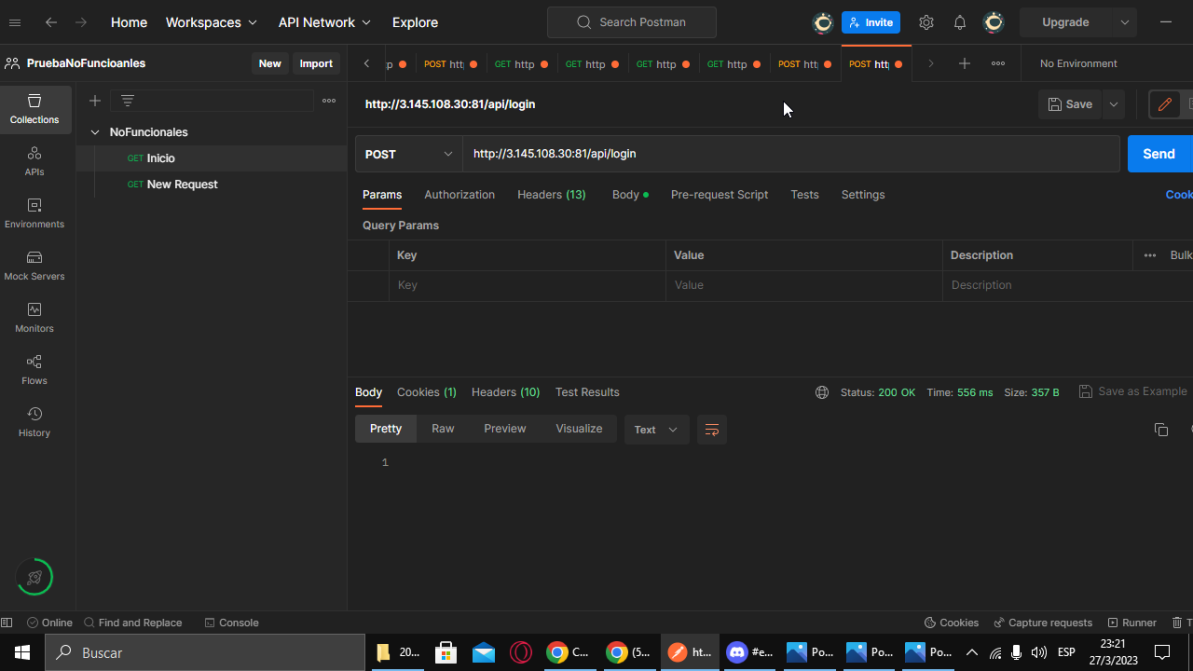 Home Workspaces API Network Explore Search Postman Invite Upgrade
PruebaNoFuncioanles New Import POST htt GET http GET http GET http GET http POST http POST htt No Environment
Collections
APIs
Environments
Mock Servers
Monitors
Flows
History
NoFuncionales
GET Inicio
GET New Request
http://3.145.108.30:81/api/login Save
POST http://3.145.108.30:81/api/login Send
Params Authorization Headers (13) Body Pre-request Script Tests Settings Cook
Query Params
Key Value Description Bulk
Key Value Description
Body Cookies (1) Headers (10) Test Results Status: 200 OK Time: 556 ms Size: 357 B Save as Example
Pretty Raw Preview Visualize Text
1
Online Find and Replace Console Cookies Capture requests Runner T
Buscar 20... C... (5... ht... #e... Po... Po... Po... ESP 23:21
27/3/2023